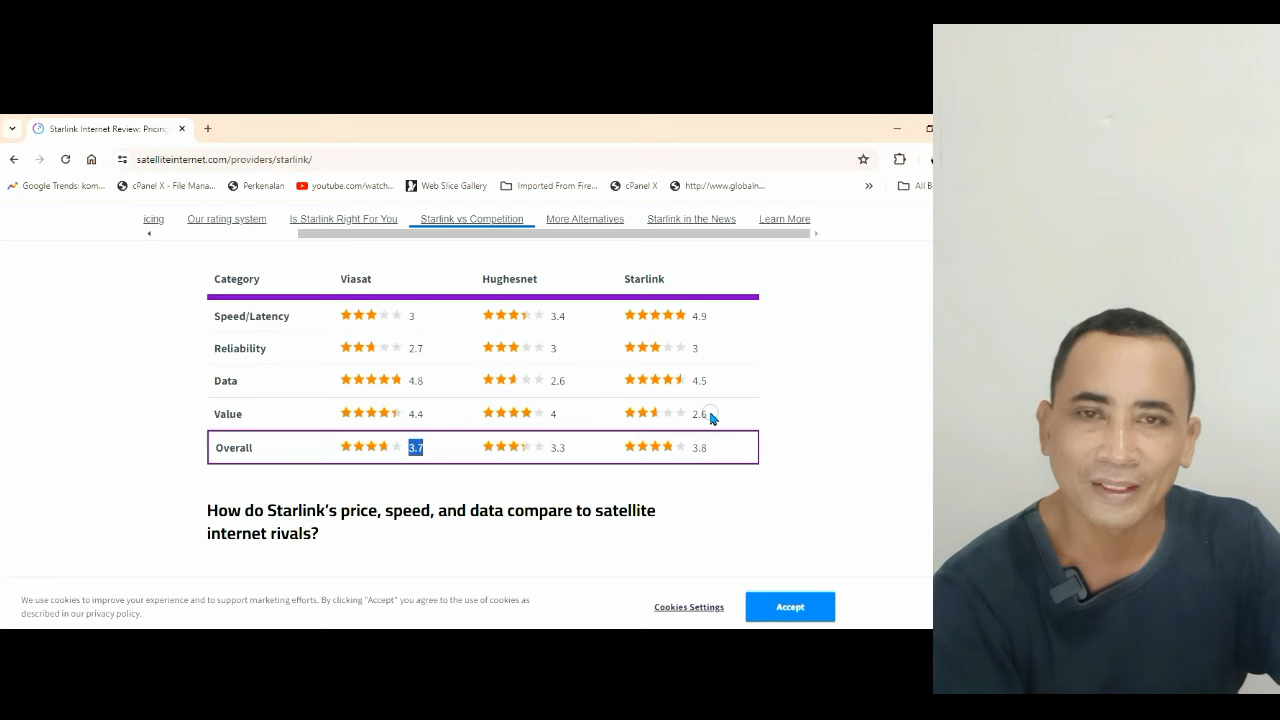 Starlink Internet Review: Pricing
satelliteinternet.com/providers/starlink/
Google Trends: kom... cPanel X - File Mana... Perkenalan youtube.com/watch... Web Slice Gallery Imported From Fire... cPanel X http://www.globaln... » All B
icing Our rating system Is Starlink Right For You Starlink vs Competition More Alternatives Starlink in the News Learn More
Category Viasat Hughesnet Starlink
Speed/Latency 3 3.4 4.9
Reliability 2.7 3 3
Data 4.8 2.6 4.5
Value 4.4 4 2.6
Overall 3.7 3.3 3.8
How do Starlink's price, speed, and data compare to satellite
internet rivals?
We use cookies to improve your experience and to support marketing efforts. By clicking "Accept" you agree to the use of cookies as
described in our privacy policy.
Cookies Settings Accept